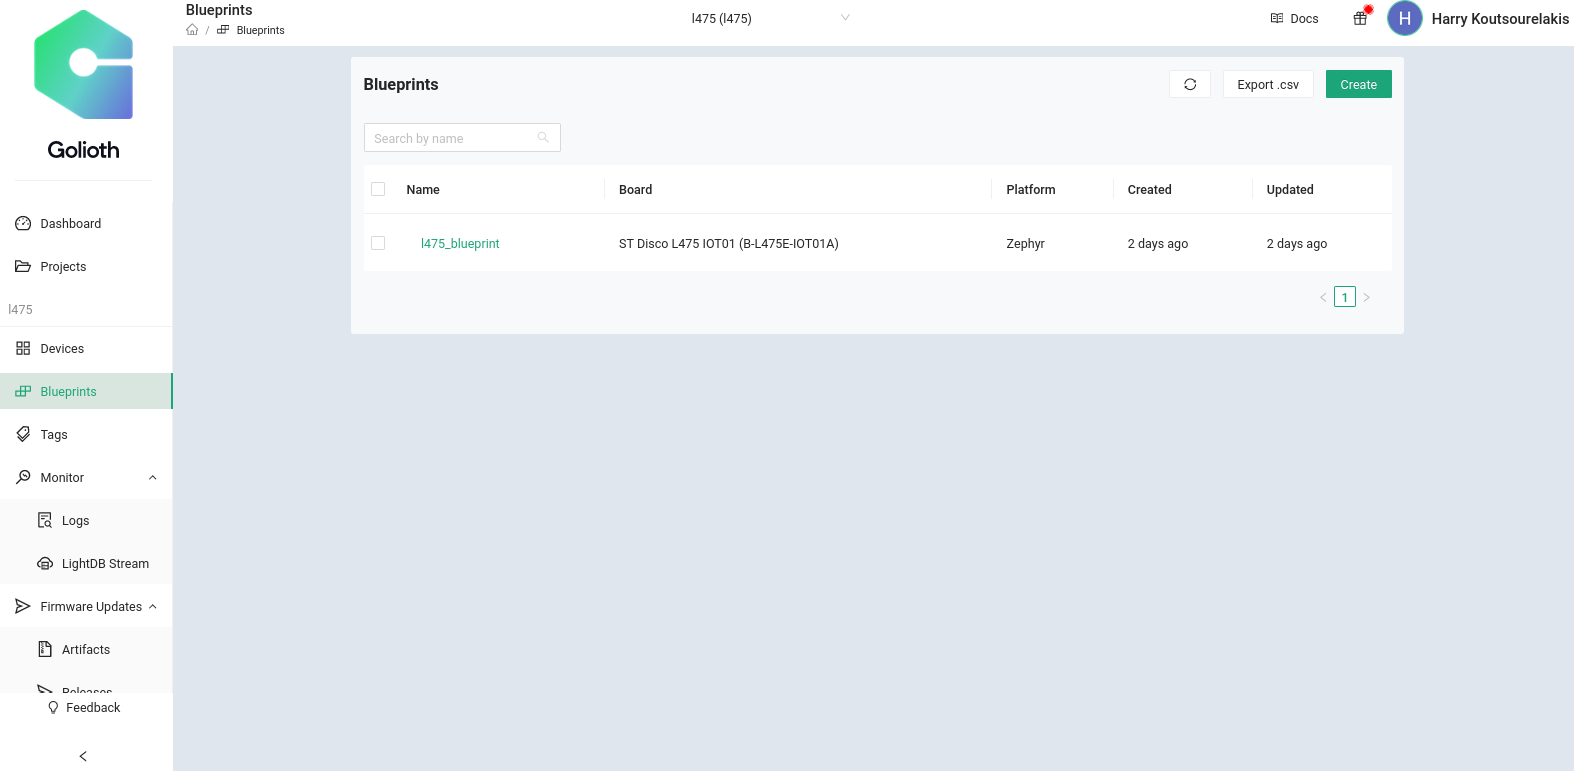 Blueprints
/ Blueprints
l475 (l475)
Docs
H
Harry Koutsourelakis
Golioth
Dashboard
Projects
l475
Devices
Blueprints
Tags
Monitor
Logs
LightDB Stream
Firmware Updates
Artifacts
Releases
Feedback
Blueprints
Export .csv
Create
Search by name
Name Board Platform Created Updated
l475_blueprint ST Disco L475 IOT01 (B-L475E-IOT01A) Zephyr 2 days ago 2 days ago
1